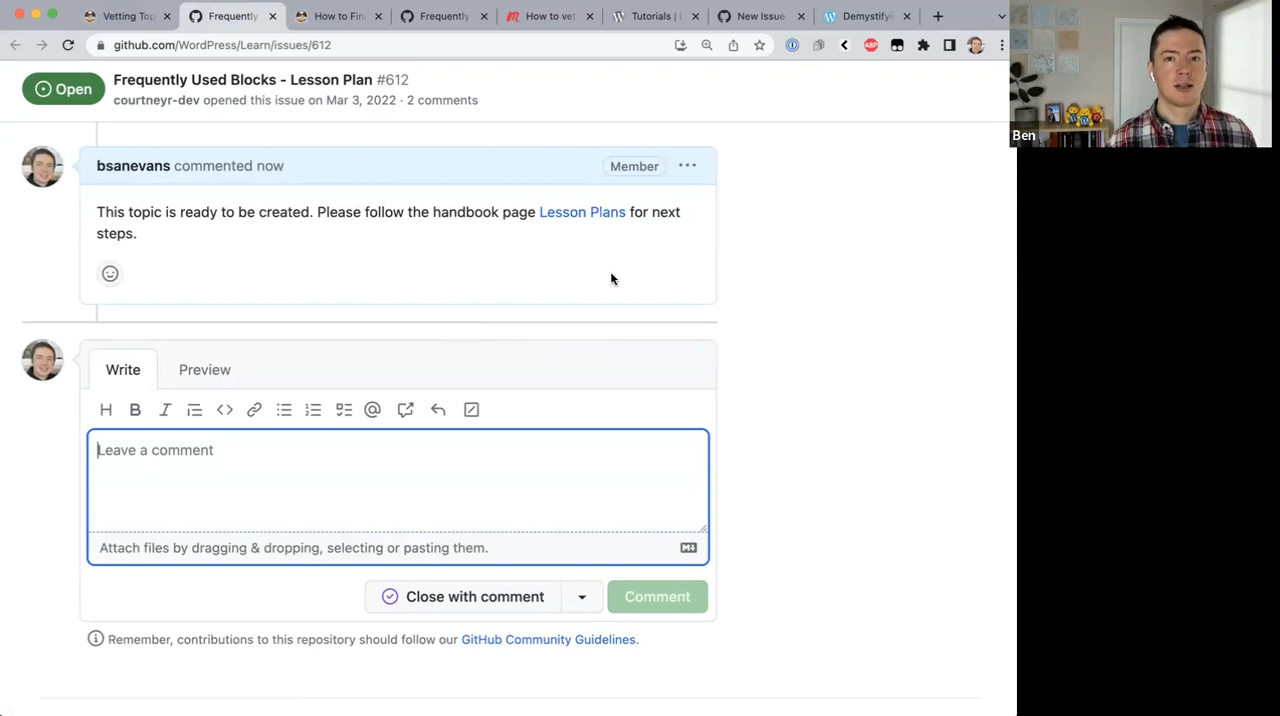 Vetting Top
Frequently
How to Fin
Frequently
How to vet
Tutorials | L
New Issue
Demystify
github.com/WordPress/Learn/issues/612
ABP
Open
Frequently Used Blocks - Lesson Plan #612
courtneyr-dev opened this issue on Mar 3, 2022 · 2 comments
Ben
bsanevans commented now
Member
This topic is ready to be created. Please follow the handbook page Lesson Plans for next
steps.
Write
Preview
Leave a comment
Attach files by dragging & dropping, selecting or pasting them.
Close with comment
Comment
Remember, contributions to this repository should follow our GitHub Community Guidelines.